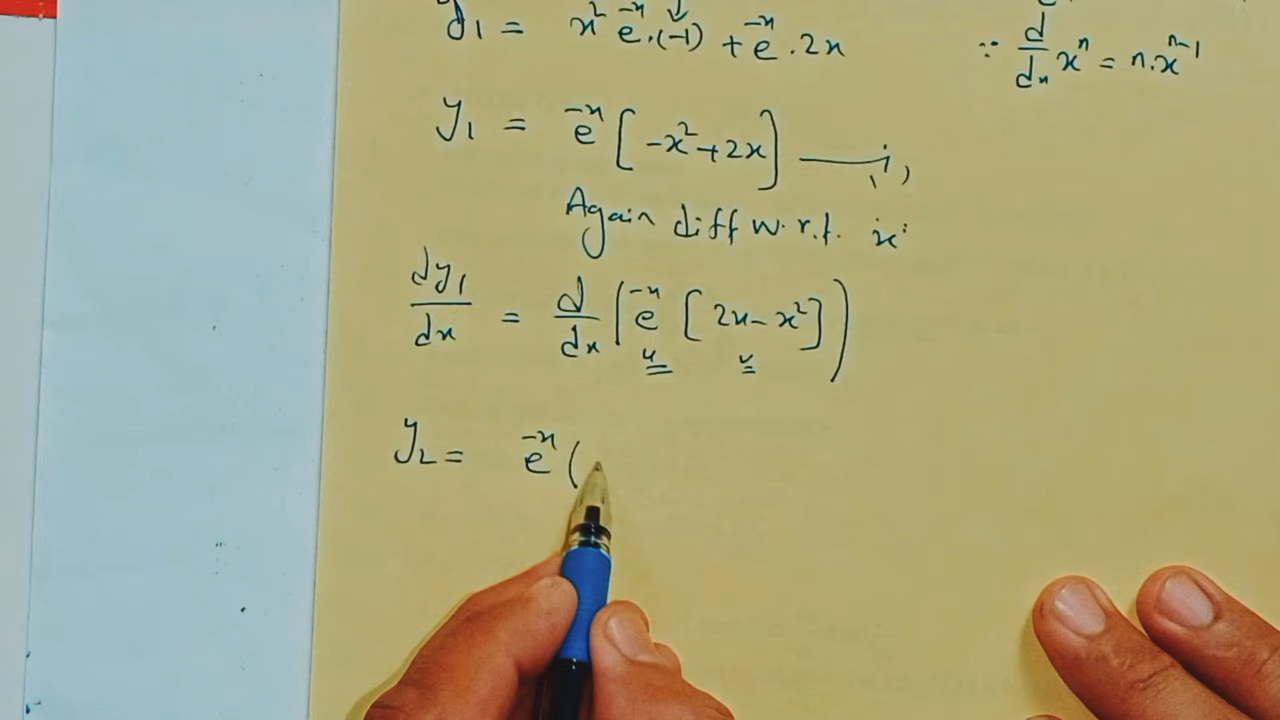 y₁ = x² e⁻ˣ.(-1) + e⁻ˣ . 2x
∵ d/dx xⁿ = n.xⁿ⁻¹
y₁ = e⁻ˣ [-x²+2x] —— i)
Again diff w.r.t. 'x'
dy₁/dx = d/dx (e⁻ˣ [2x - x²])
u v
y₂ = e⁻ˣ (